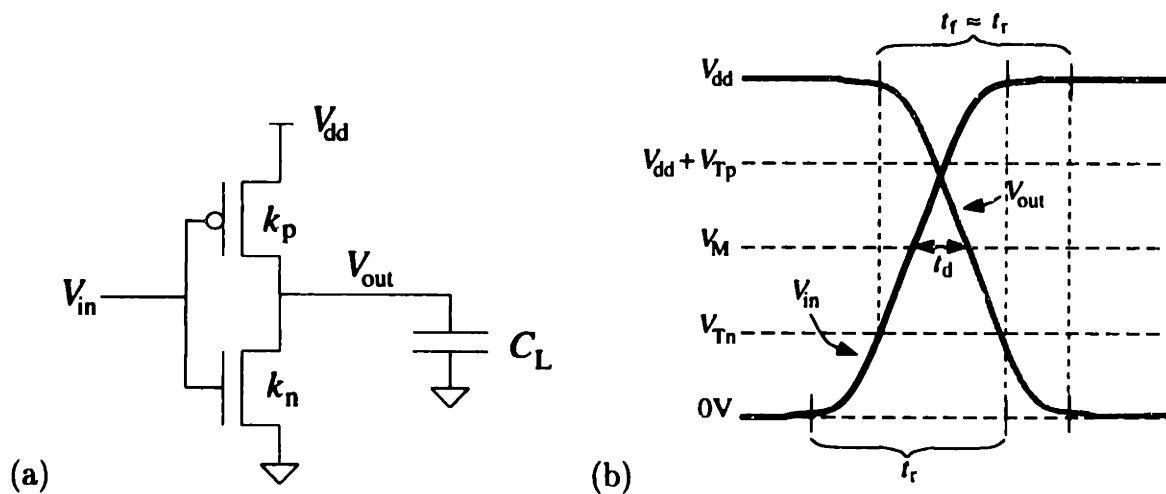 V_dd
k_p
V_in
V_out
C_L
k_n
(a)
t_f ≈ t_r
V_dd
V_dd + V_Tp
V_out
V_M
t_d
V_in
V_Tn
0V
t_r
(b)